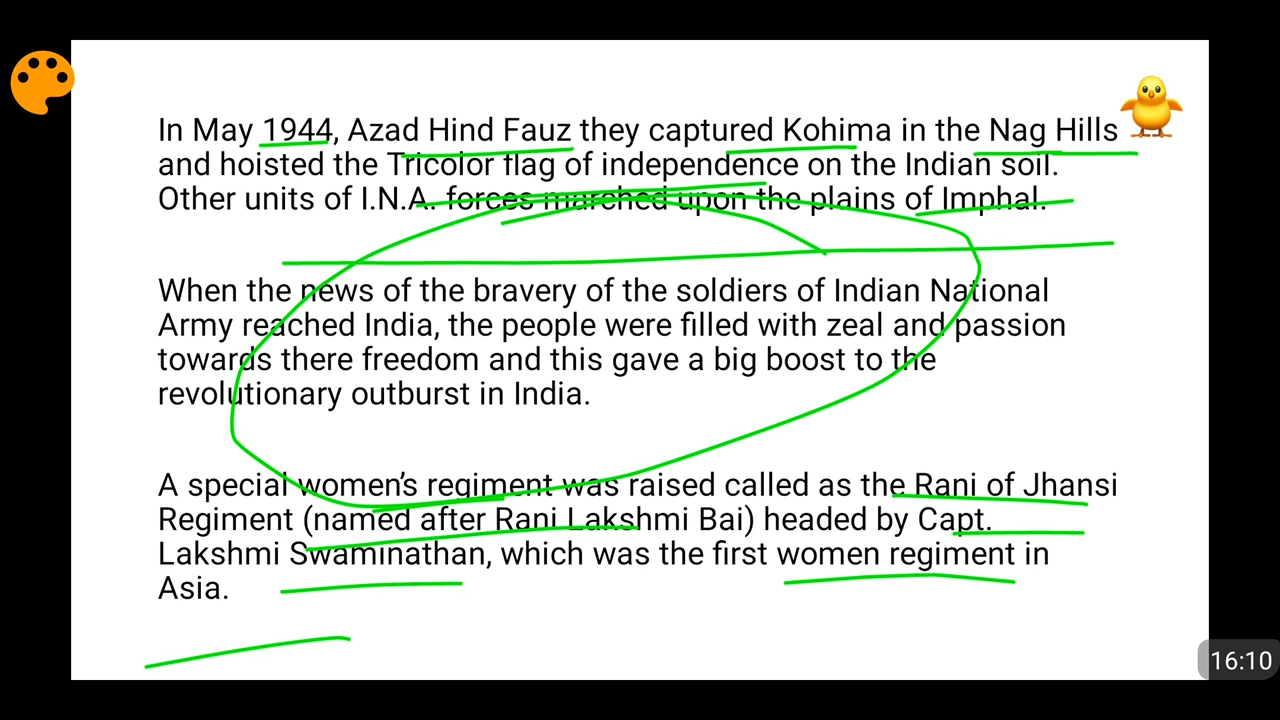 In May 1944, Azad Hind Fauz they captured Kohima in the Nag Hills
and hoisted the Tricolor flag of independence on the Indian soil.
Other units of I.N.A. forces marched upon the plains of Imphal.
When the news of the bravery of the soldiers of Indian National
Army reached India, the people were filled with zeal and passion
towards there freedom and this gave a big boost to the
revolutionary outburst in India.
A special women's regiment was raised called as the Rani of Jhansi
Regiment (named after Rani Lakshmi Bai) headed by Capt.
Lakshmi Swaminathan, which was the first women regiment in
Asia.
16:10